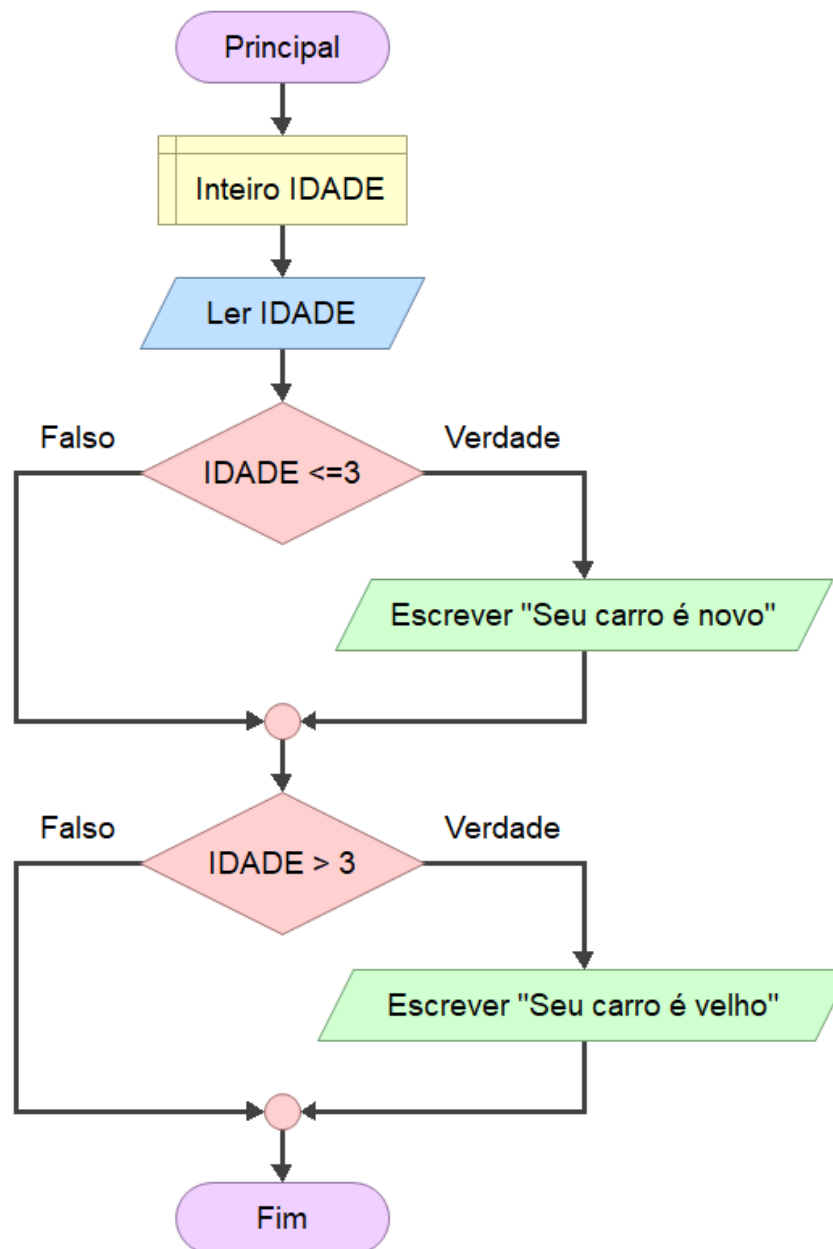 Principal
Inteiro IDADE
Ler IDADE
Falso
Verdade
IDADE <=3
Escrever "Seu carro é novo"
Falso
Verdade
IDADE > 3
Escrever "Seu carro é velho"
Fim